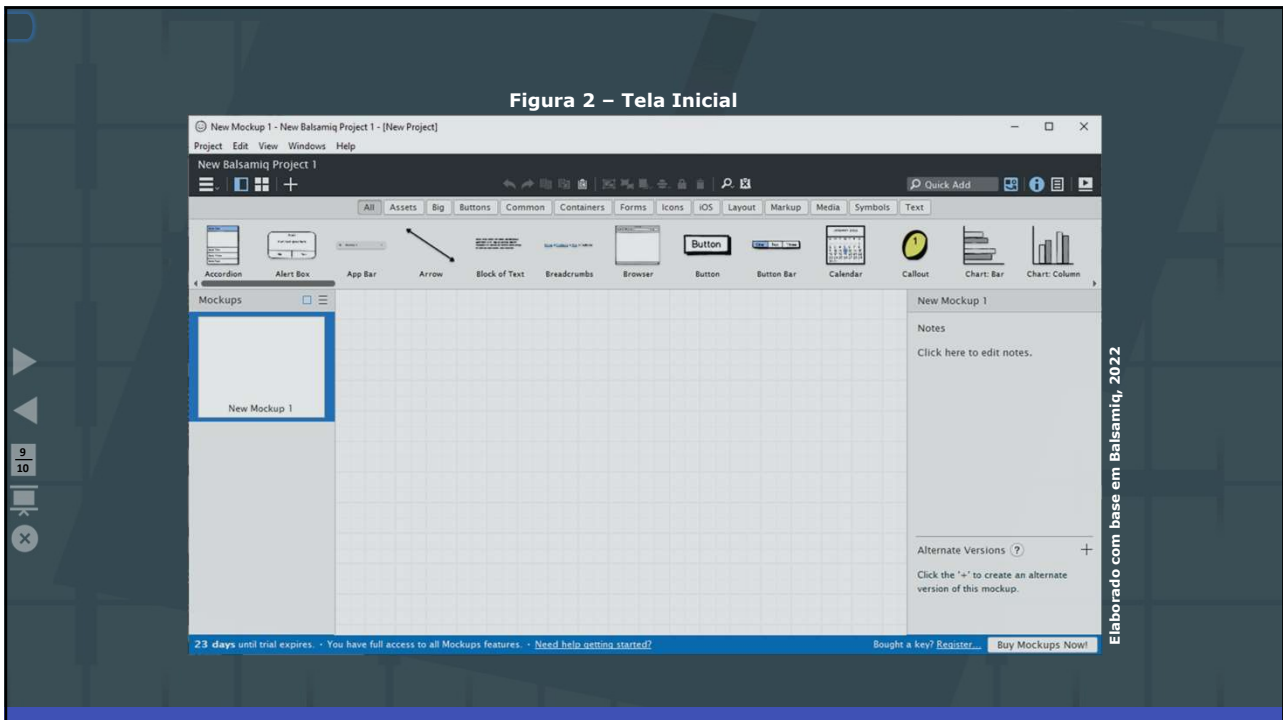 Figura 2 – Tela Inicial
New Mockup 1 - New Balsamiq Project 1 - [New Project]
Project Edit View Windows Help
New Balsamiq Project 1
Quick Add
All Assets Big Buttons Common Containers Forms Icons iOS Layout Markup Media Symbols Text
Button
1
Accordion Alert Box App Bar Arrow Block of Text Breadcrumbs Browser Button Button Bar Calendar Callout Chart: Bar Chart: Column
Mockups
New Mockup 1
New Mockup 1
Notes
Click here to edit notes.
Alternate Versions ? +
Click the '+' to create an alternate
version of this mockup.
23 days until trial expires. - You have full access to all Mockups features. - Need help getting started?
Bought a key? Register... Buy Mockups Now!
Elaborado com base em Balsamiq, 2022
9
10